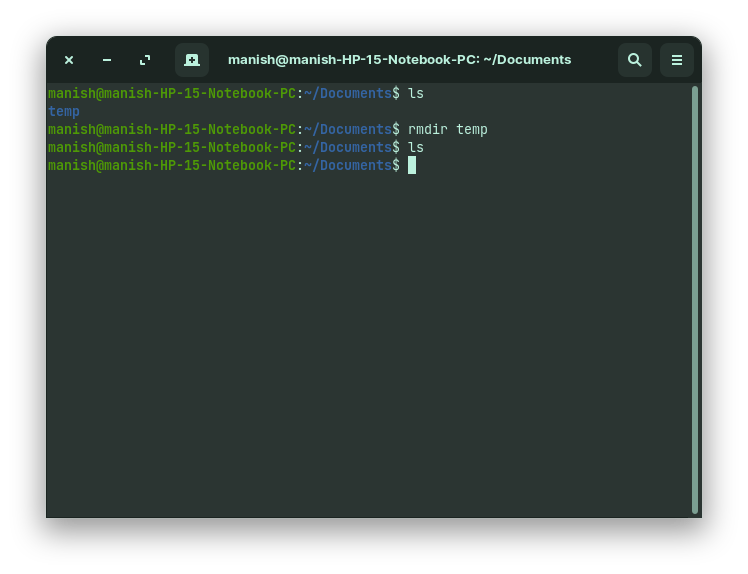 manish@manish-HP-15-Notebook-PC: ~/Documents
manish@manish-HP-15-Notebook-PC:~/Documents$ ls
temp
manish@manish-HP-15-Notebook-PC:~/Documents$ rmdir temp
manish@manish-HP-15-Notebook-PC:~/Documents$ ls
manish@manish-HP-15-Notebook-PC:~/Documents$